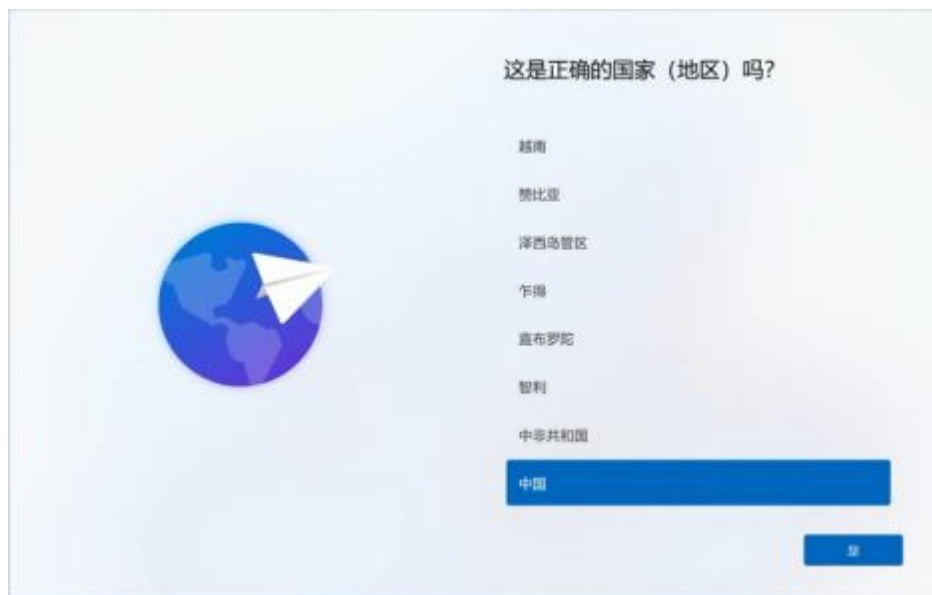 这是正确的国家（地区）吗?
越南
赞比亚
泽西岛管区
乍得
直布罗陀
智利
中非共和国
中国
是